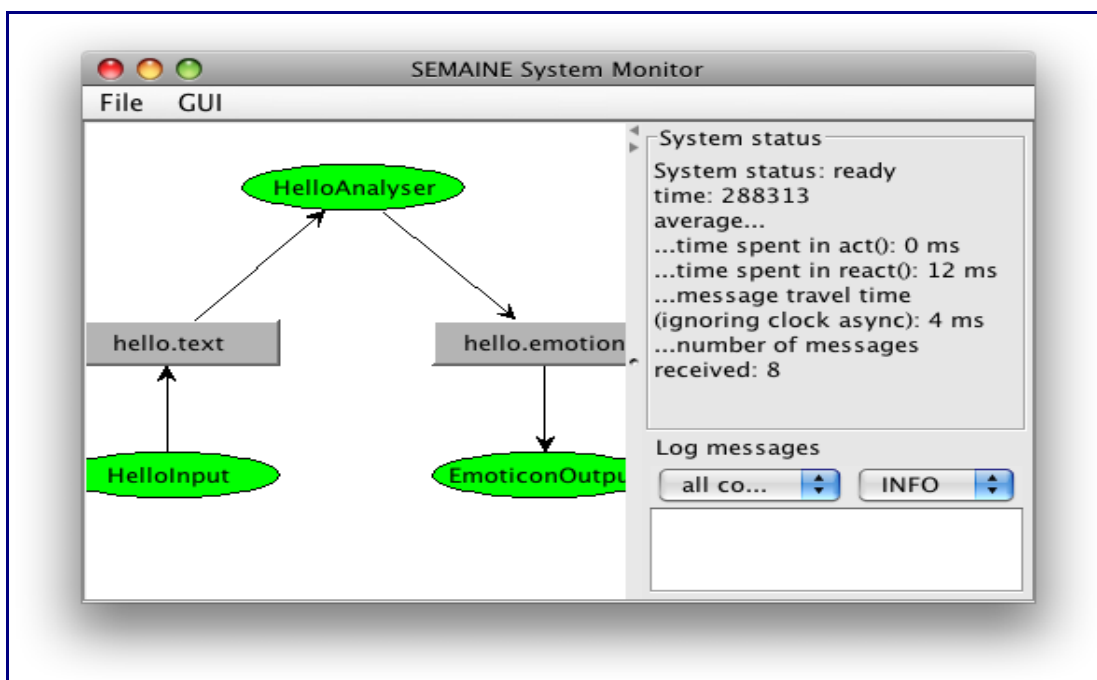 SEMAINE System Monitor
File GUI
HelloAnalyser
hello.text
hello.emotion
HelloInput
EmoticonOutpu
System status
System status: ready
time: 288313
average...
...time spent in act(): 0 ms
...time spent in react(): 12 ms
...message travel time
(ignoring clock async): 4 ms
...number of messages
received: 8
Log messages
all co... INFO